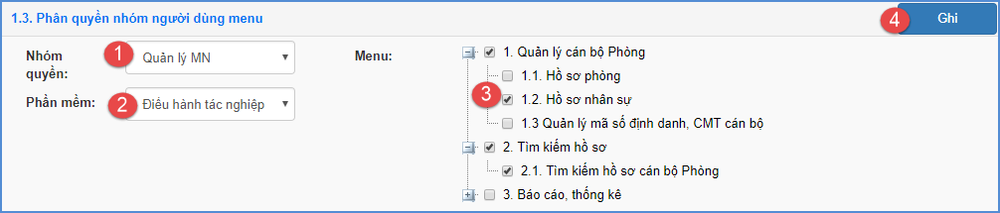 1.3. Phân quyền nhóm người dùng menu
4
Ghi
Nhóm quyền:
1
Quản lý MN
Phần mềm:
2
Điều hành tác nghiệp
Menu:
1. Quản lý cán bộ Phòng
1.1. Hồ sơ phòng
3
1.2. Hồ sơ nhân sự
1.3 Quản lý mã số định danh, CMT cán bộ
2. Tìm kiếm hồ sơ
2.1. Tìm kiếm hồ sơ cán bộ Phòng
3. Báo cáo, thống kê